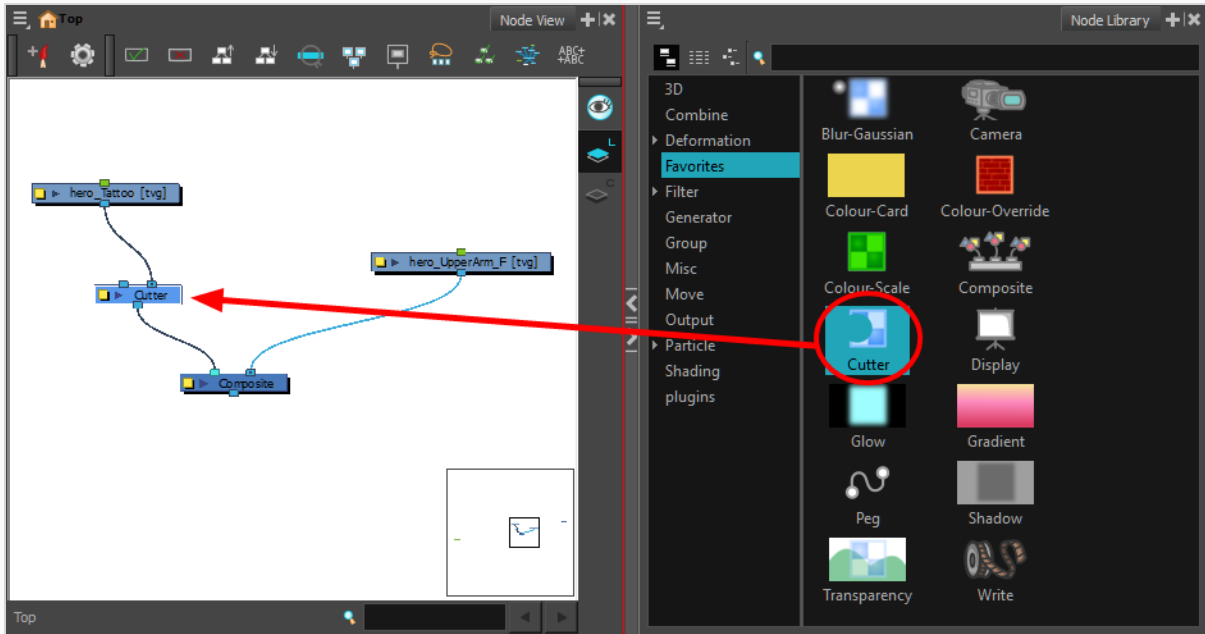 Top
Node View
ABC+
+ABC
L
C
hero_Tattoo [tvg]
hero_UpperArm_F [tvg]
Cutter
Composite
Top
Node Library
3D
Combine
Deformation
Favorites
Filter
Generator
Group
Misc
Move
Output
Particle
Shading
plugins
Blur-Gaussian
Camera
Colour-Card
Colour-Override
Colour-Scale
Composite
Cutter
Display
Glow
Gradient
Peg
Shadow
Transparency
Write